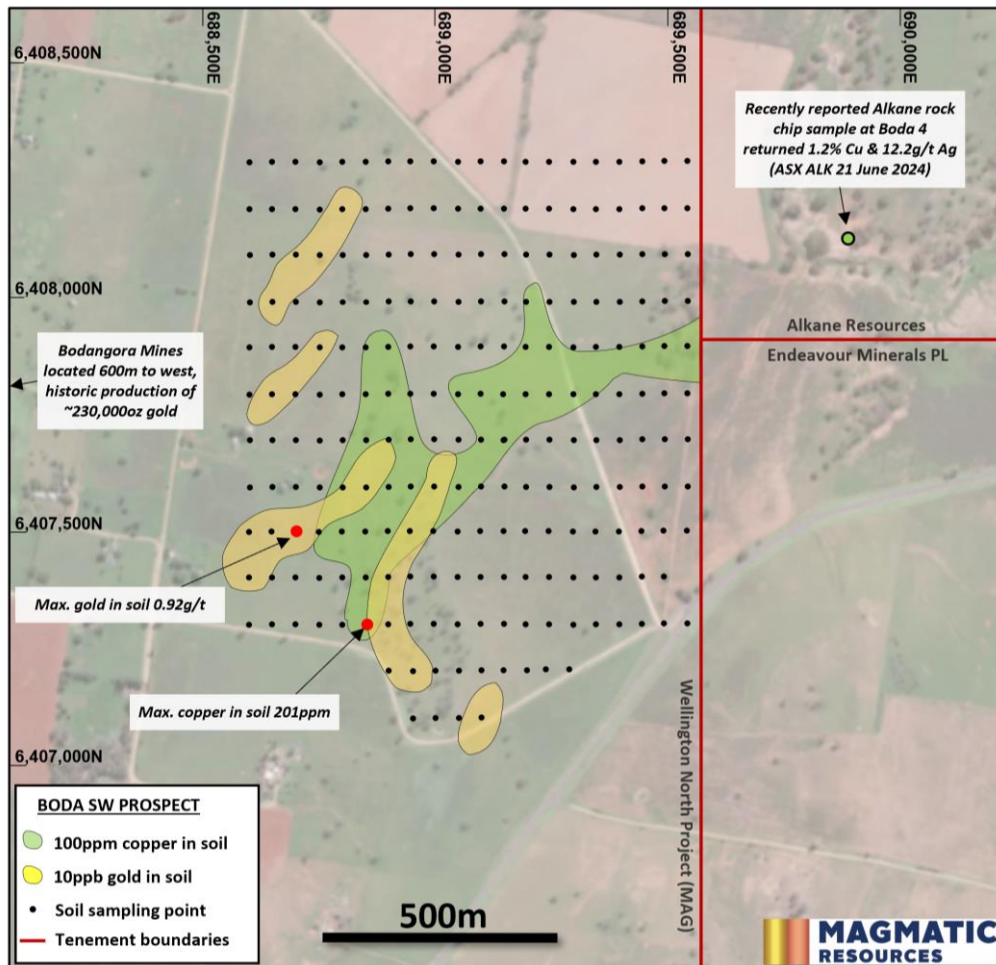 688,500E
689,000E
689,500E
690,000E
6,408,500N
6,408,000N
6,407,500N
6,407,000N
Recently reported Alkane rock
chip sample at Boda 4
returned 1.2% Cu & 12.2g/t Ag
(ASX ALK 21 June 2024)
Alkane Resources
Endeavour Minerals PL
Bodangora Mines
located 600m to west,
historic production of
~230,000oz gold
Max. gold in soil 0.92g/t
Max. copper in soil 201ppm
Wellington North Project (MAG)
BODA SW PROSPECT
100ppm copper in soil
10ppb gold in soil
Soil sampling point
Tenement boundaries
500m
MAGMATIC
RESOURCES